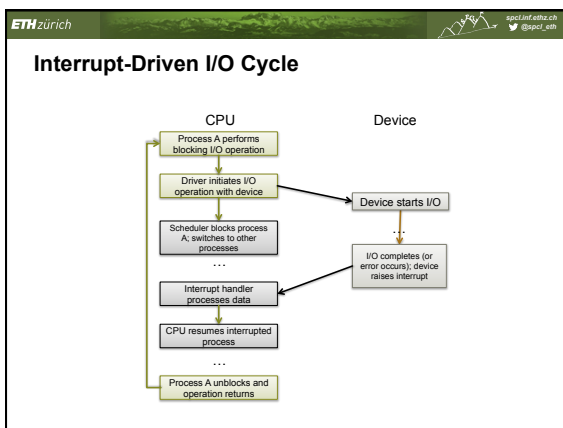 ETH zürich
spcl.inf.ethz.ch
@spcl_eth
Interrupt-Driven I/O Cycle
CPU
Device
Process A performs
blocking I/O operation
Driver initiates I/O
operation with device
Device starts I/O
Scheduler blocks process
A; switches to other
processes
…
…
I/O completes (or
error occurs); device
raises interrupt
Interrupt handler
processes data
CPU resumes interrupted
process
…
Process A unblocks and
operation returns